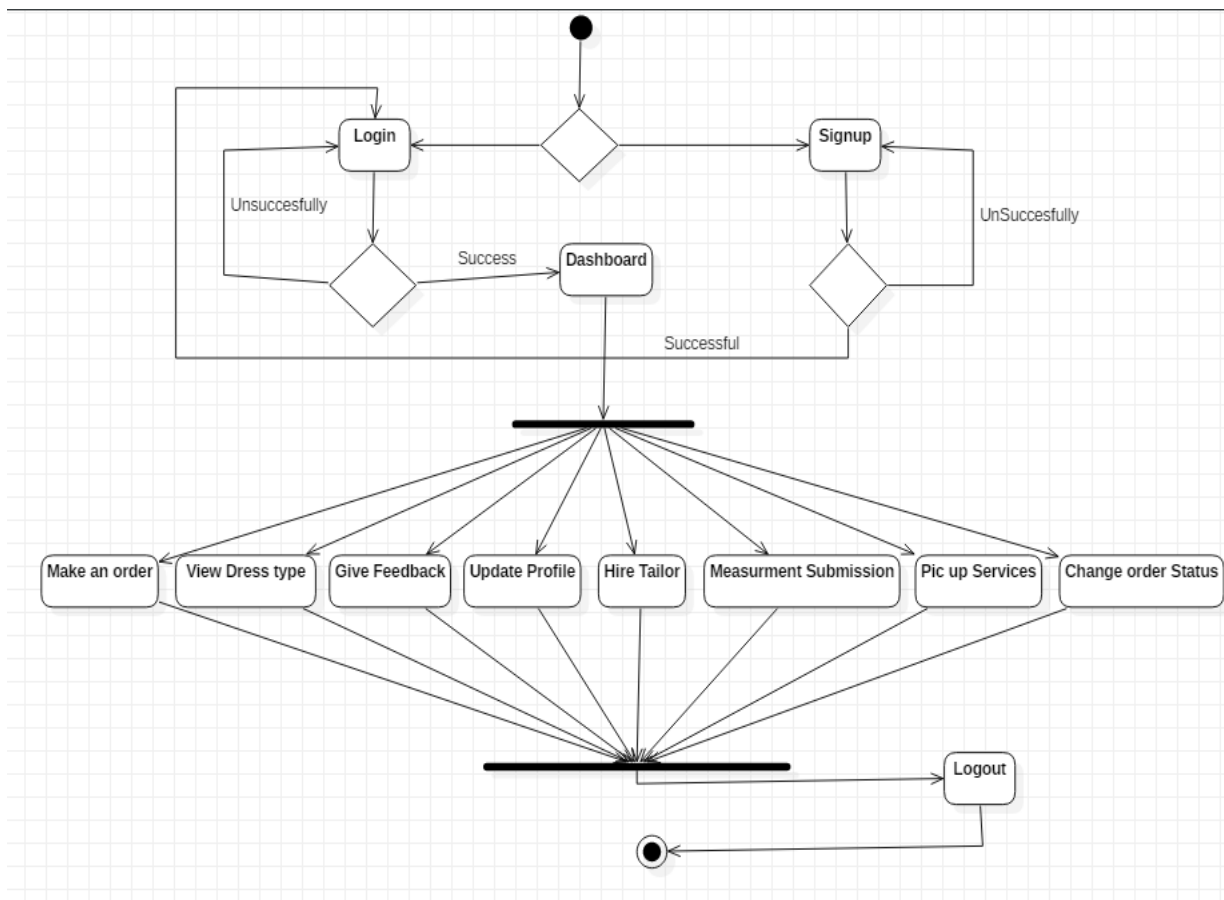 Login
Signup
Unsuccesfully
UnSuccesfully
Success
Dashboard
Successful
Make an order
View Dress type
Give Feedback
Update Profile
Hire Tailor
Measurment Submission
Pic up Services
Change order Status
Logout